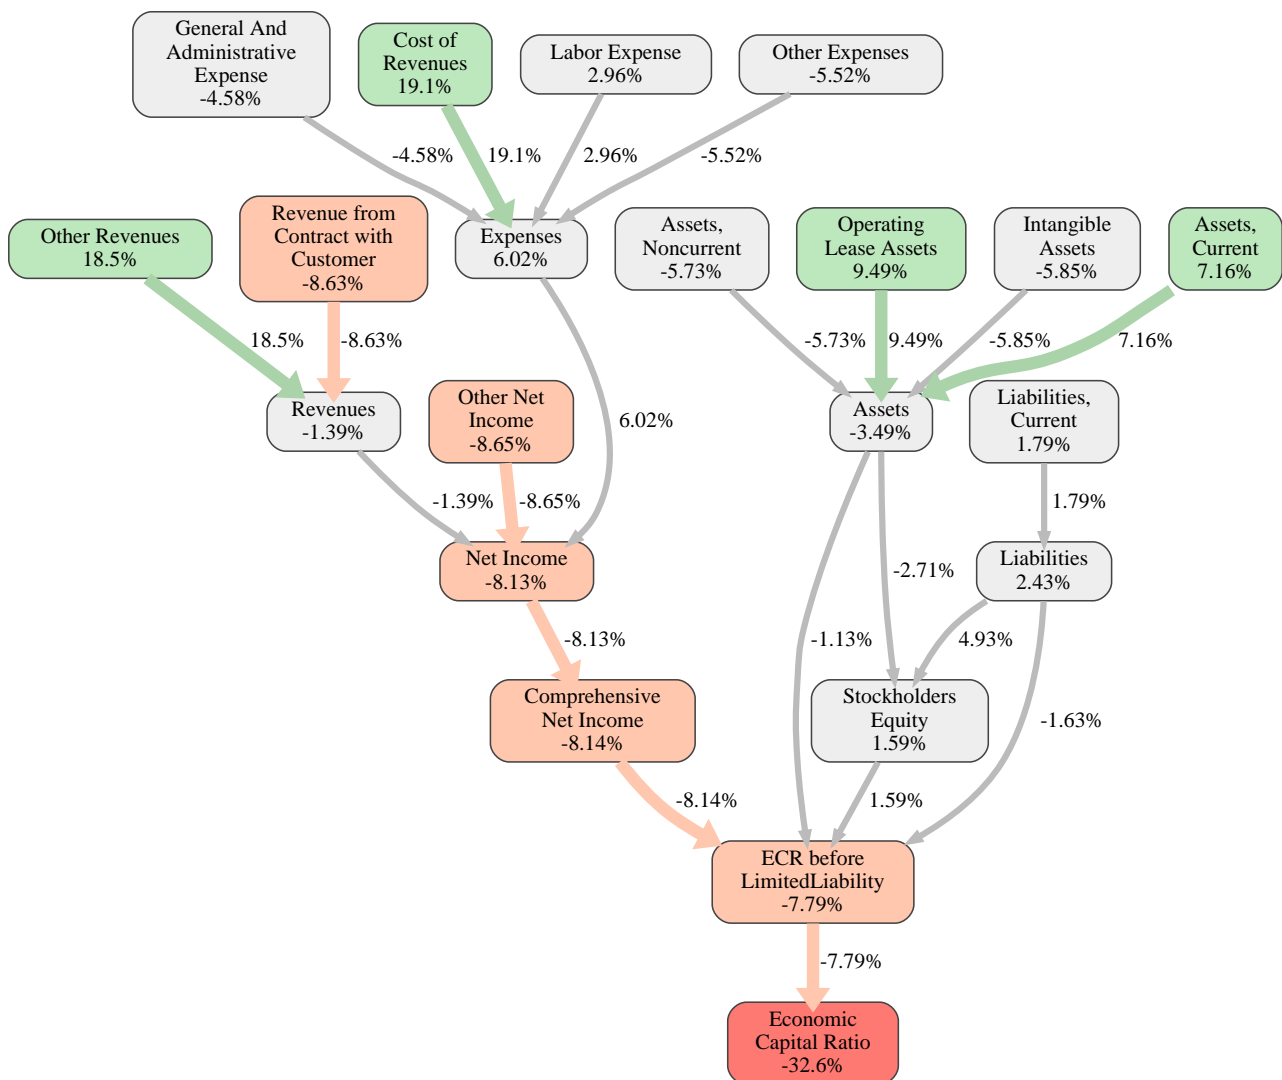 General And
Administrative
Expense
-4.58%
Cost of
Revenues
19.1%
Labor Expense
2.96%
Other Expenses
-5.52%
-4.58%
19.1%
2.96%
-5.52%
Other Revenues
18.5%
Revenue from
Contract with
Customer
-8.63%
Expenses
6.02%
Assets,
Noncurrent
-5.73%
Operating
Lease Assets
9.49%
Intangible
Assets
-5.85%
Assets,
Current
7.16%
18.5%
-8.63%
-5.73%
9.49%
-5.85%
7.16%
Revenues
-1.39%
Other Net
Income
-8.65%
6.02%
Assets
-3.49%
Liabilities,
Current
1.79%
-1.39%
-8.65%
1.79%
Net Income
-8.13%
-2.71%
Liabilities
2.43%
-8.13%
-1.13%
4.93%
Comprehensive
Net Income
-8.14%
Stockholders
Equity
1.59%
-1.63%
-8.14%
1.59%
ECR before
LimitedLiability
-7.79%
-7.79%
Economic
Capital Ratio
-32.6%